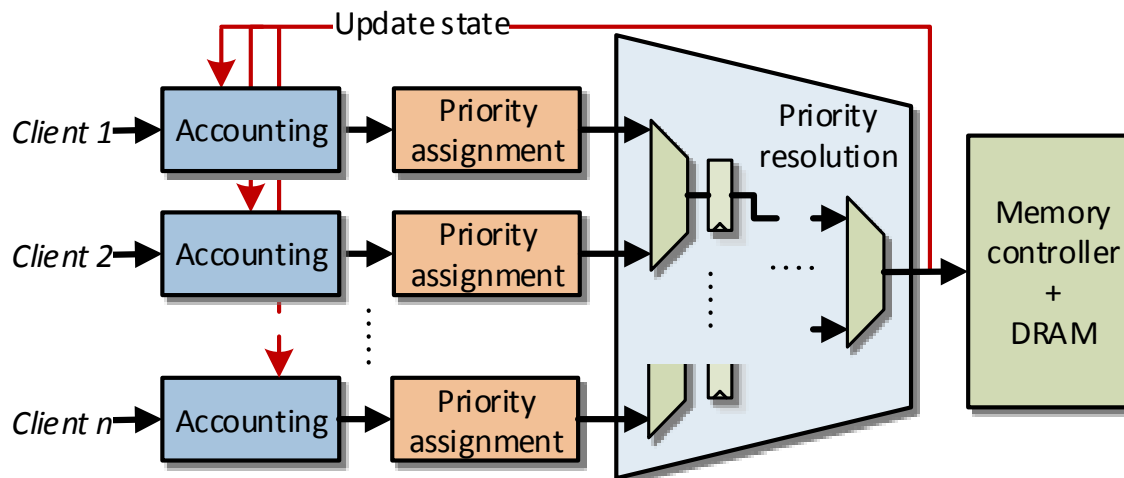 Update state
Client 1
Accounting
Priority
assignment
Priority
resolution
Client 2
Accounting
Priority
assignment
Memory
controller
+
DRAM
Client n
Accounting
Priority
assignment